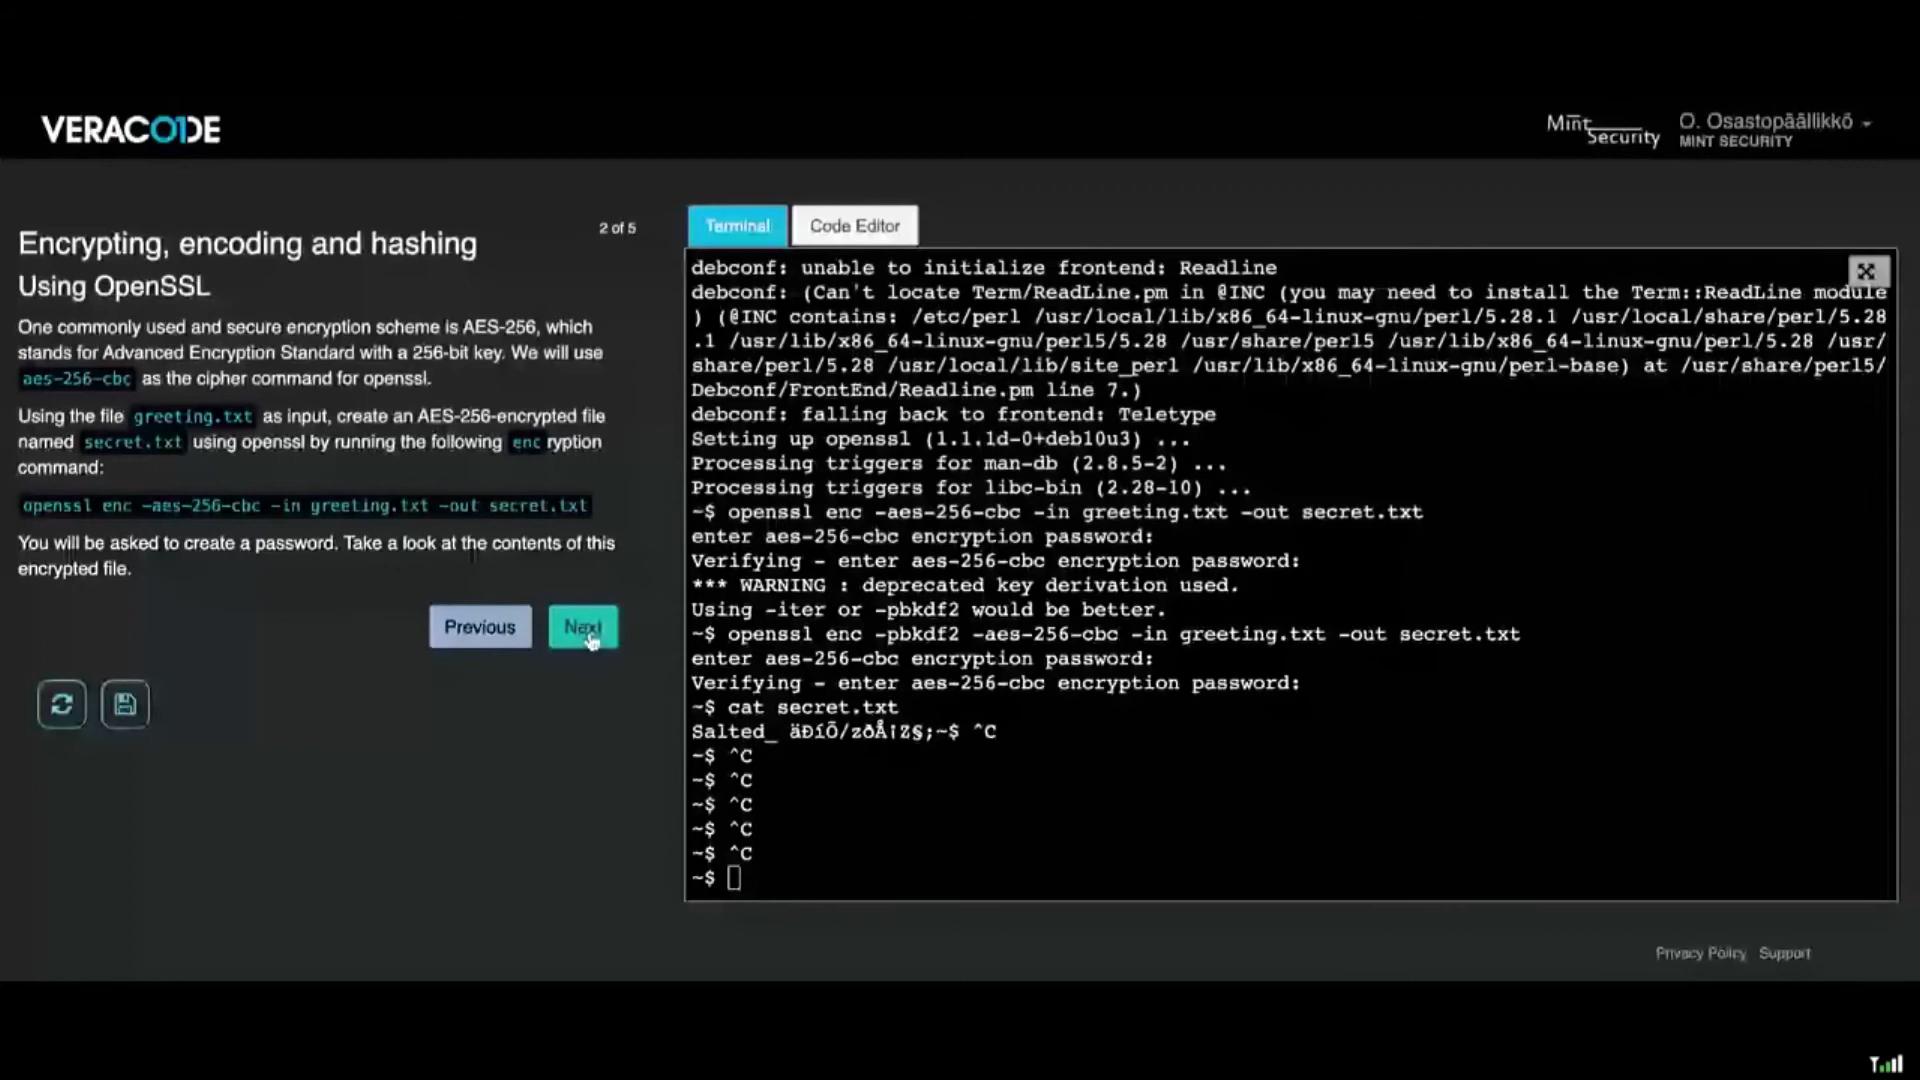 VERACODE
Mint Security
O. Osastopäällikkö
MINT SECURITY
2 of 5
Encrypting, encoding and hashing
Using OpenSSL
One commonly used and secure encryption scheme is AES-256, which
stands for Advanced Encryption Standard with a 256-bit key. We will use
aes-256-cbc as the cipher command for openssl.
Using the file greeting.txt as input, create an AES-256-encrypted file
named secret.txt using openssl by running the following enc ryption
command:
openssl enc -aes-256-cbc -in greeting.txt -out secret.txt
You will be asked to create a password. Take a look at the contents of this
encrypted file.
Previous
Next
Terminal
Code Editor
debconf: unable to initialize frontend: Readline
debconf: (Can't locate Term/ReadLine.pm in @INC (you may need to install the Term::ReadLine module
) (@INC contains: /etc/perl /usr/local/lib/x86_64-linux-gnu/perl/5.28.1 /usr/local/share/perl/5.28
.1 /usr/lib/x86_64-linux-gnu/perl5/5.28 /usr/share/perl5 /usr/lib/x86_64-linux-gnu/perl/5.28 /usr/
share/perl/5.28 /usr/local/lib/site_perl /usr/lib/x86_64-linux-gnu/perl-base) at /usr/share/perl5/
Debconf/FrontEnd/Readline.pm line 7.)
debconf: falling back to frontend: Teletype
Setting up openssl (1.1.1d-0+deb10u3) ...
Processing triggers for man-db (2.8.5-2) ...
Processing triggers for libc-bin (2.28-10) ...
~$ openssl enc -aes-256-cbc -in greeting.txt -out secret.txt
enter aes-256-cbc encryption password:
Verifying - enter aes-256-cbc encryption password:
*** WARNING : deprecated key derivation used.
Using -iter or -pbkdf2 would be better.
~$ openssl enc -pbkdf2 -aes-256-cbc -in greeting.txt -out secret.txt
enter aes-256-cbc encryption password:
Verifying - enter aes-256-cbc encryption password:
~$ cat secret.txt
Salted_ äÐíÕ/zðÅ¡Z§;~$ ^C
~$ ^C
~$ ^C
~$ ^C
~$ ^C
~$ ^C
~$
Privacy Policy Support